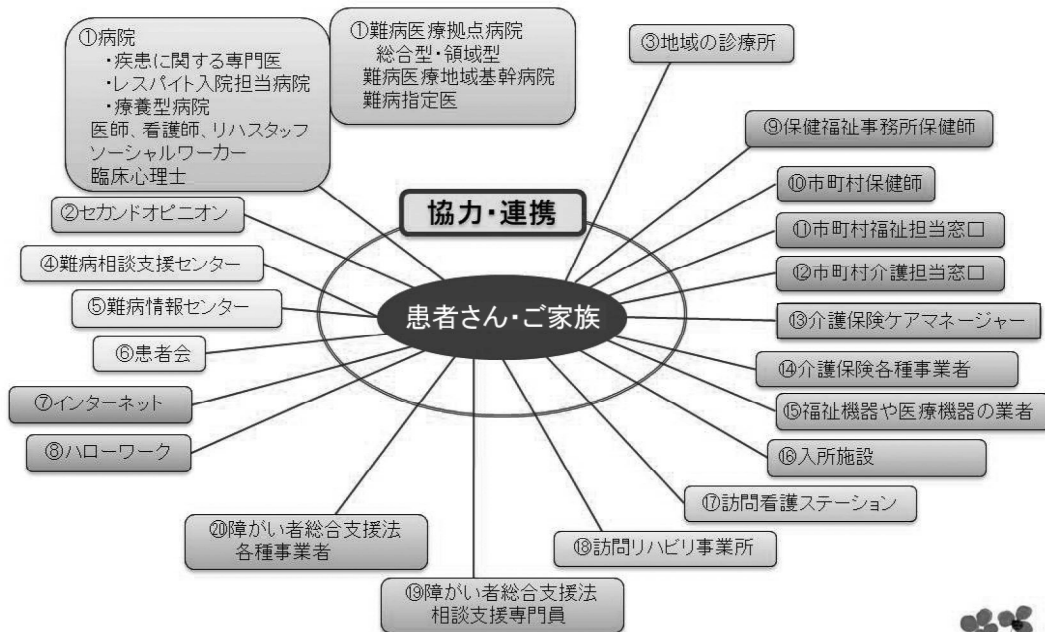 ①病院
・疾患に関する専門医
・レスパイト入院担当病院
・療養型病院
医師、看護師、リハスタッフ
ソーシャルワーカー
臨床心理士
①難病医療拠点病院
総合型・領域型
難病医療地域基幹病院
難病指定医
③地域の診療所
⑨保健福祉事務所保健師
⑩市町村保健師
⑪市町村福祉担当窓口
⑫市町村介護担当窓口
⑬介護保険ケアマネージャー
⑭介護保険各種事業者
⑮福祉機器や医療機器の業者
⑯入所施設
⑰訪問看護ステーション
⑱訪問リハビリ事業所
⑲障がい者総合支援法
相談支援専門員
⑳障がい者総合支援法
各種事業者
②セカンドオピニオン
④難病相談支援センター
⑤難病情報センター
⑥患者会
⑦インターネット
⑧ハローワーク
協力・連携
患者さん・ご家族